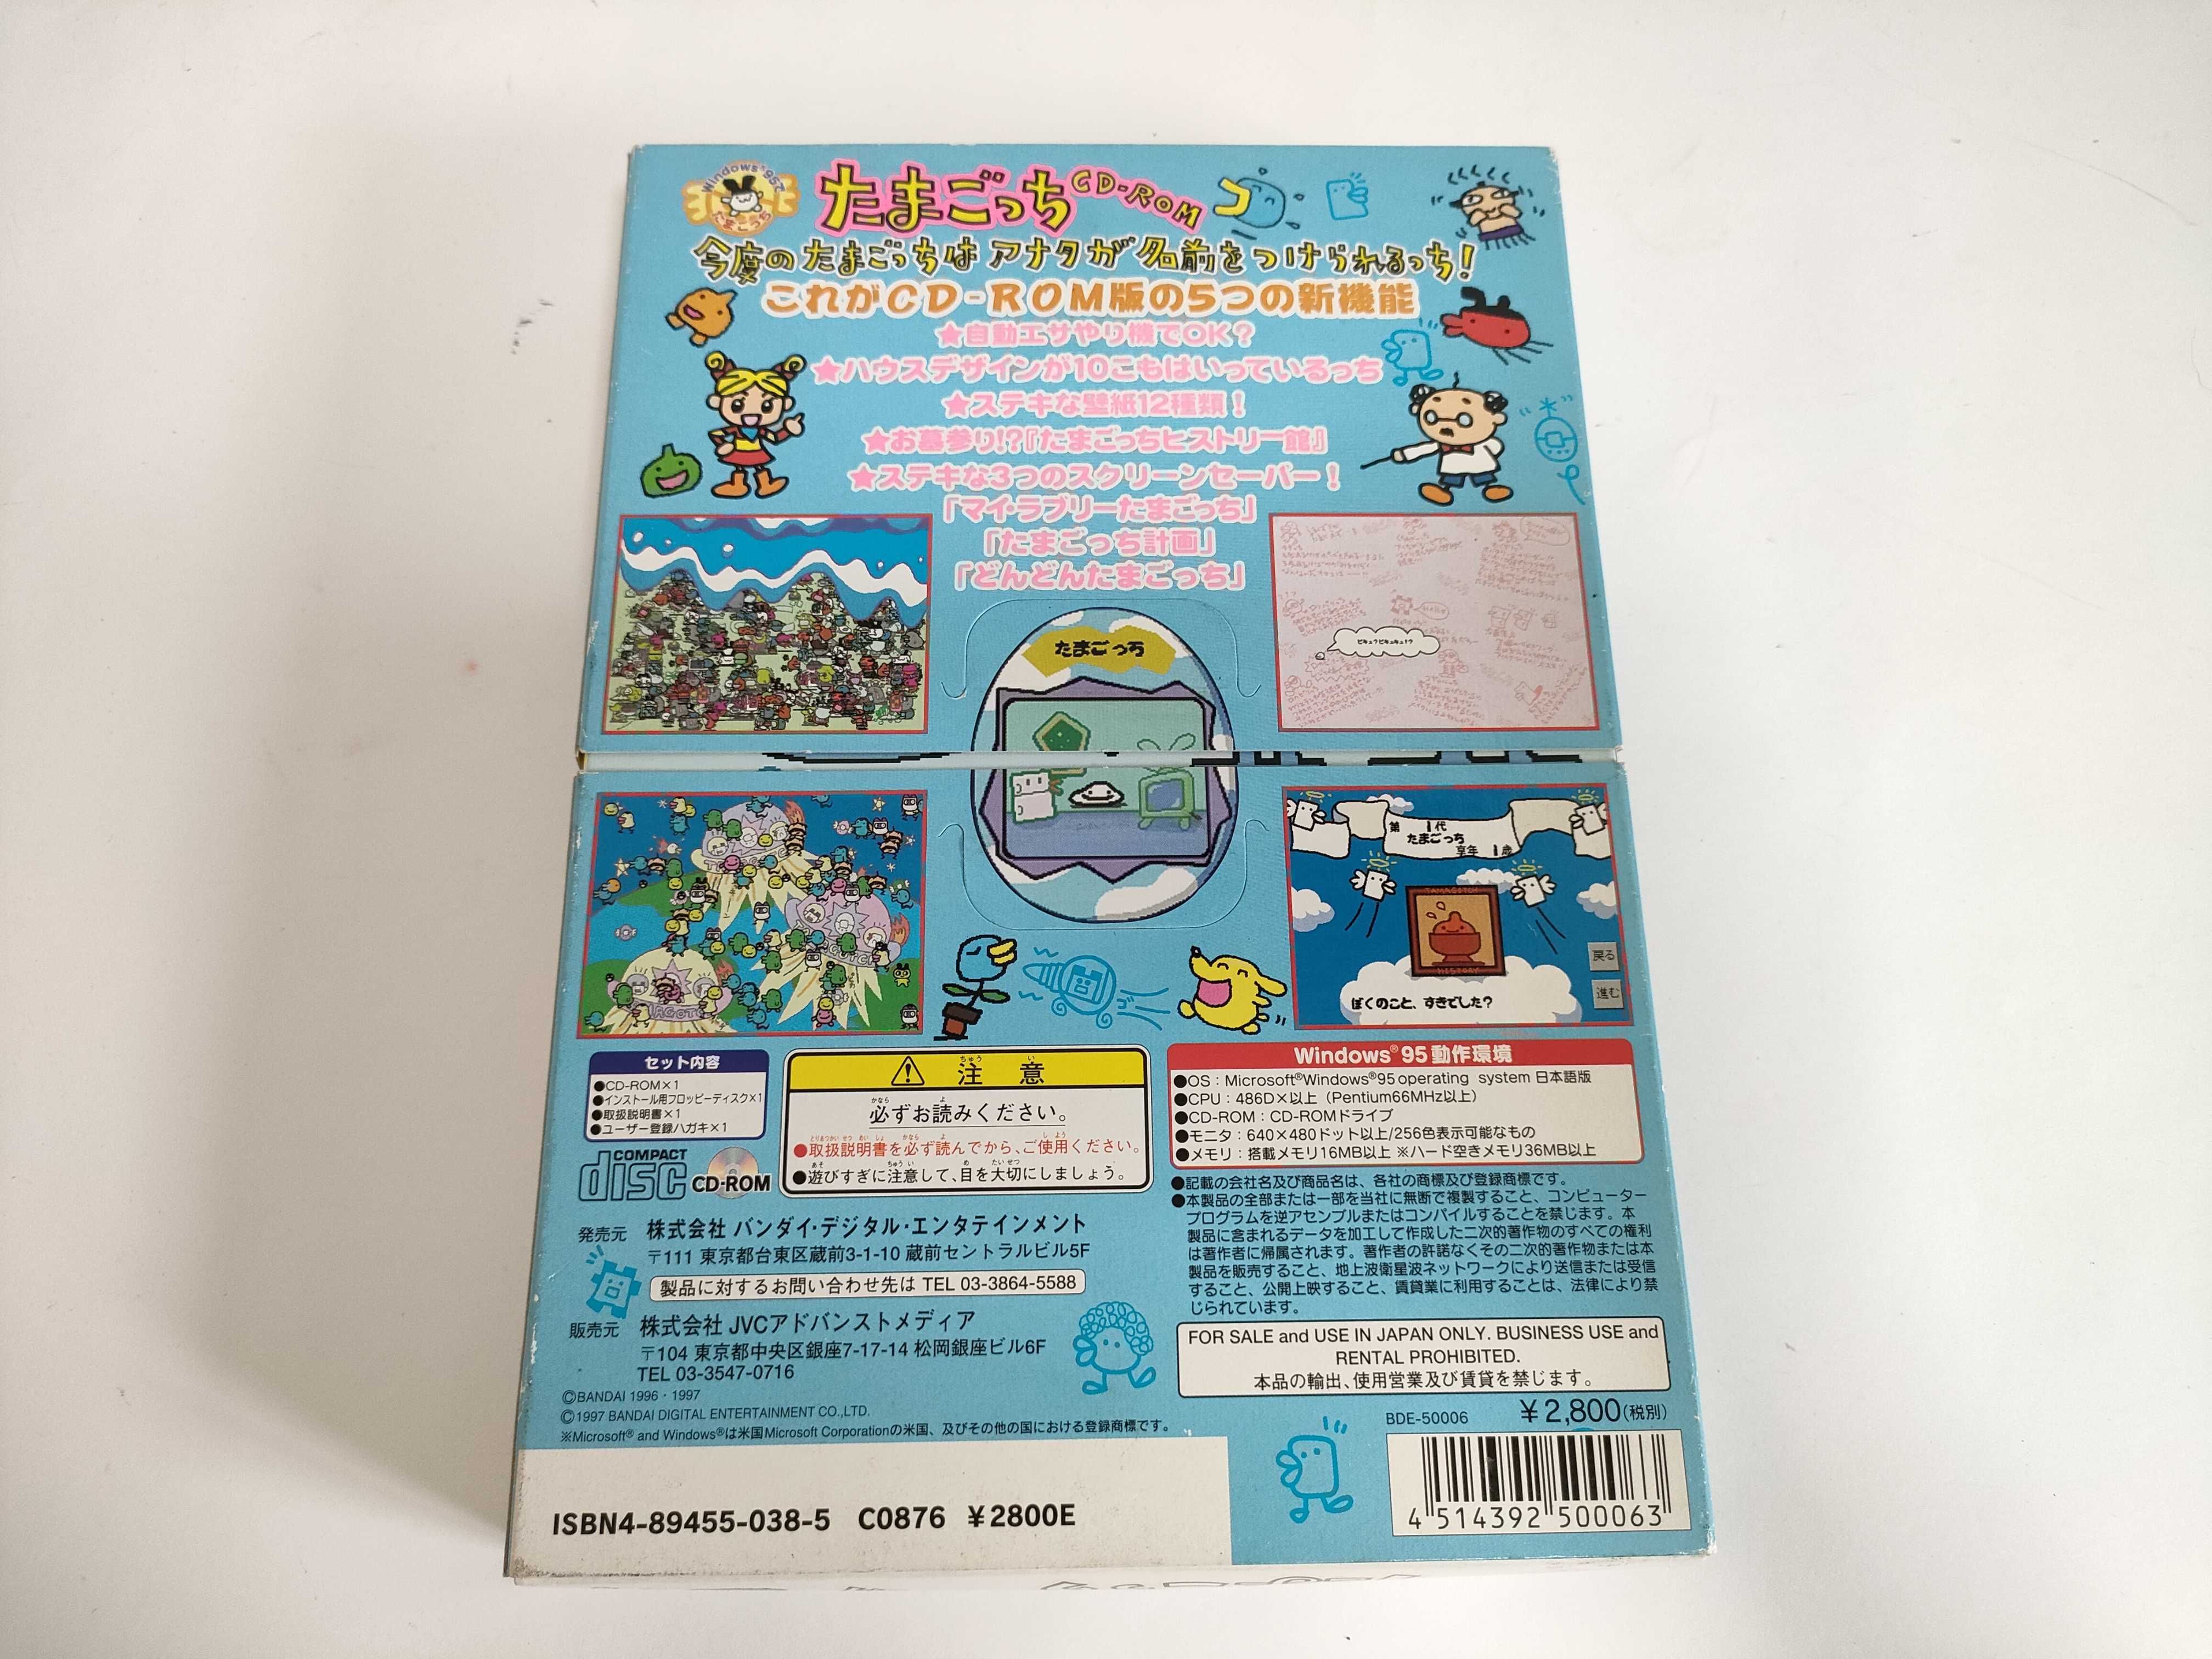 Windows®95で
たまごっち
たまごっちCD-ROM
今度のたまごっちはアナタが名前をつけられるっち!
これがCD-ROM版の5つの新機能
★自動エサやり機でOK?
★ハウスデザインが10こもはいっているっち
★ステキな壁紙12種類!
★お墓参り!?『たまごっちヒストリー館』
★ステキな3つのスクリーンセーバー!
「マイ・ラブリーたまごっち」
「たまごっち計画」
「どんどんたまごっち」
たまごっち
第 1代
たまごっち
享年 1歳
TAMAGOTCH
HISTORY
戻る
進む
ぼくのこと、すきでした?
セット内容
●CD-ROM×1
●インストール用フロッピーディスク×1
●取扱説明書×1
●ユーザー登録ハガキ×1
COMPACT
disc CD-ROM
注意
必ずお読みください。
●取扱説明書を必ず読んでから、ご使用ください。
●遊びすぎに注意して、目を大切にしましょう。
Windows®95動作環境
●OS:Microsoft®Windows®95 operating system 日本語版
●CPU:486D×以上(Pentium66MHz以上)
●CD-ROM:CD-ROMドライブ
●モニタ:640×480ドット以上/256色表示可能なもの
●メモリ:搭載メモリ16MB以上 ※ハード空きメモリ36MB以上
●記載の会社名及び商品名は、各社の商標及び登録商標です。
●本製品の全部または一部を当社に無断で複製すること、コンピューター
プログラムを逆アセンブルまたはコンパイルすることを禁じます。本
製品に含まれるデータを加工して作成した二次的著作物のすべての権利
は著作者に帰属されます。著作者の許諾なくその二次的著作物または本
製品を販売すること、地上波衛星波ネットワークにより送信または受信
すること、公開上映すること、賃貸業に利用することは、法律により禁
じられています。
発売元 株式会社 バンダイ・デジタル・エンタテインメント
〒111 東京都台東区蔵前3-1-10 蔵前セントラルビル5F
製品に対するお問い合わせ先は TEL 03-3864-5588
販売元 株式会社 JVCアドバンストメディア
〒104 東京都中央区銀座7-17-14 松岡銀座ビル6F
TEL 03-3547-0716
©BANDAI 1996・1997
©1997 BANDAI DIGITAL ENTERTAINMENT CO.,LTD.
※Microsoft® and Windows®は米国Microsoft Corporationの米国、及びその他の国における登録商標です。
FOR SALE and USE IN JAPAN ONLY. BUSINESS USE and
RENTAL PROHIBITED.
本品の輸出、使用営業及び賃貸を禁じます。
BDE-50006 ¥2,800(税別)
4 514392 500063
ISBN4-89455-038-5 C0876 ¥2800E